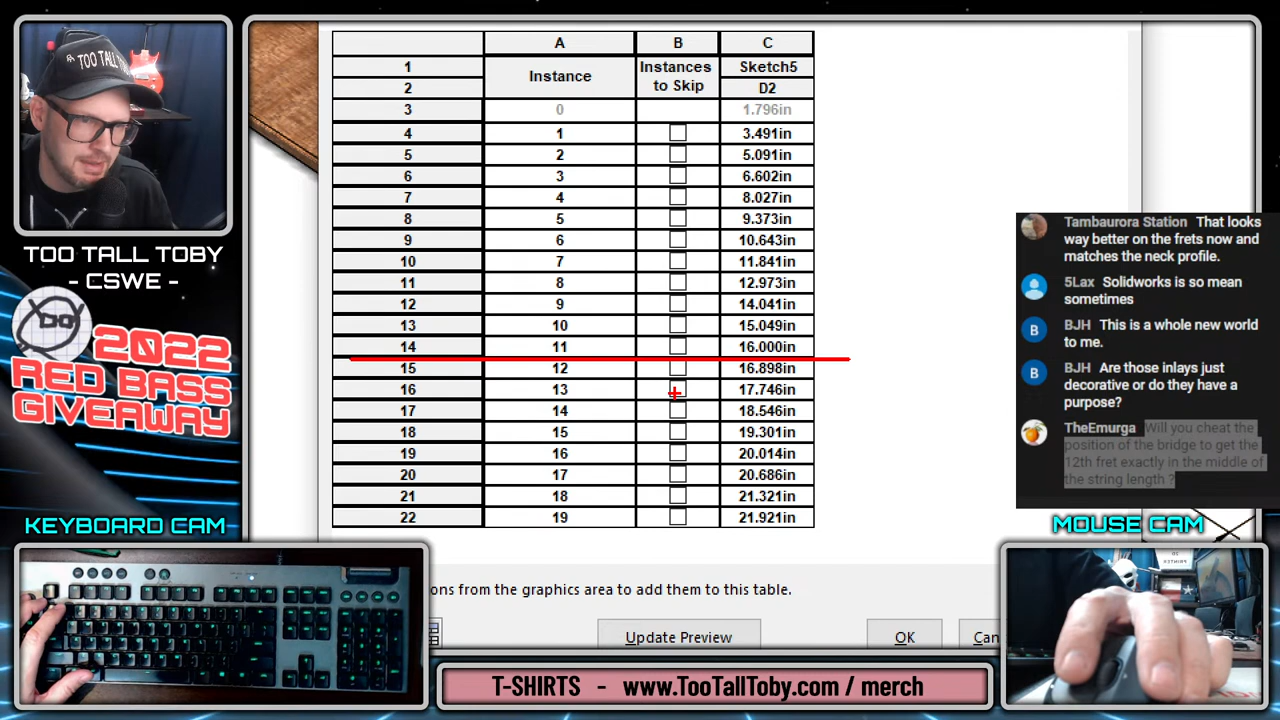 TOO TALL TOBY
TOO TALL TOBY
- CSWE -
2022
RED BASS
GIVEAWAY
KEYBOARD CAM
A B C
1 Instance Instances to Skip Sketch5
2 D2
3 0 1.796in
4 1 3.491in
5 2 5.091in
6 3 6.602in
7 4 8.027in
8 5 9.373in
9 6 10.643in
10 7 11.841in
11 8 12.973in
12 9 14.041in
13 10 15.049in
14 11 16.000in
15 12 16.898in
16 13 17.746in
17 14 18.546in
18 15 19.301in
19 16 20.014in
20 17 20.686in
21 18 21.321in
22 19 21.921in
ons from the graphics area to add them to this table.
Update Preview OK Can
Tambaurora Station That looks
way better on the frets now and
matches the neck profile.
5Lax Solidworks is so mean
sometimes
B BJH This is a whole new world
to me.
B BJH Are those inlays just
decorative or do they have a
purpose?
TheEmurga Will you cheat the
position of the bridge to get the
12th fret exactly in the middle of
the string length ?
MOUSE CAM
T-SHIRTS - www.TooTallToby.com / merch